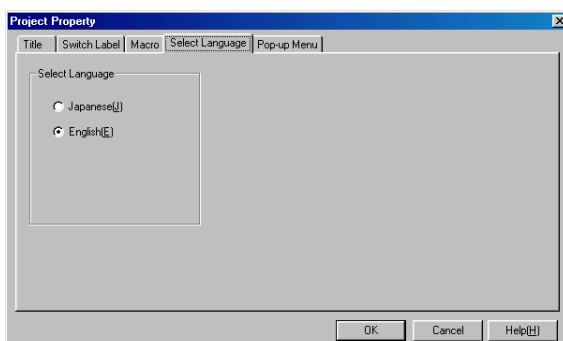 Project Property
Title Switch Label Macro Select Language Pop-up Menu
Select Language
Japanese(J)
English(E)
OK Cancel Help(H)